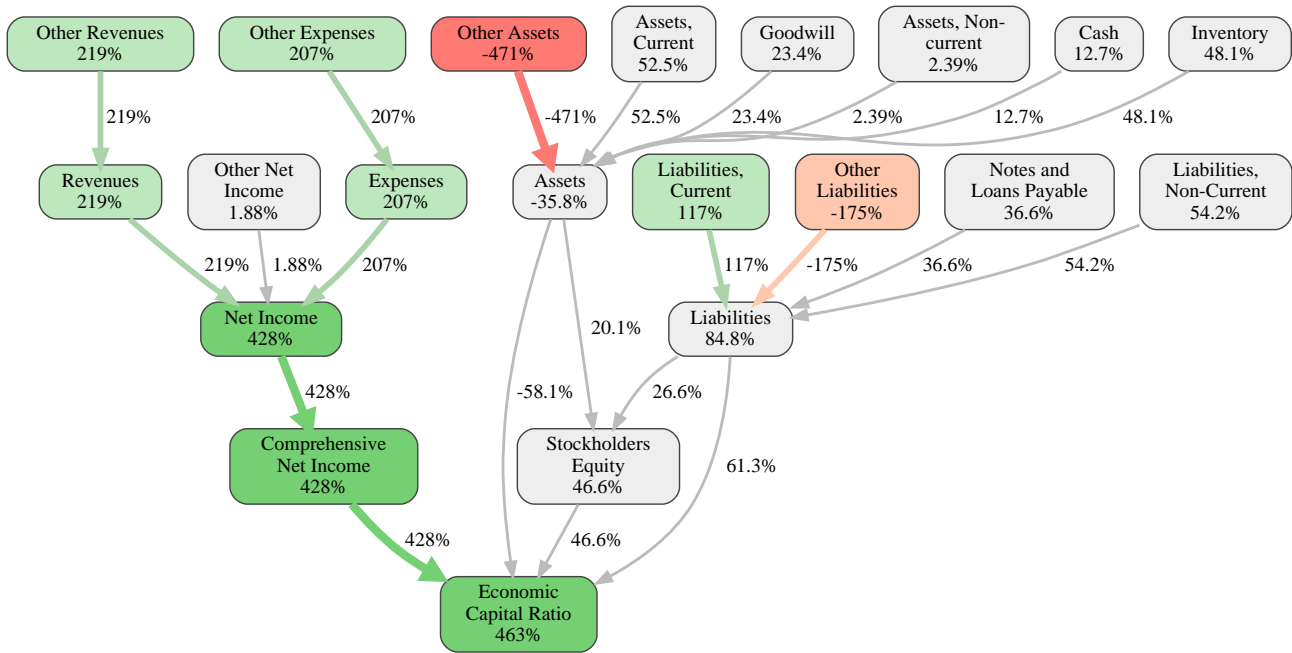 Other Revenues
219%
Other Expenses
207%
Other Assets
-471%
Assets,
Current
52.5%
Goodwill
23.4%
Assets, Non-
current
2.39%
Cash
12.7%
Inventory
48.1%
219%
207%
-471%
52.5%
23.4%
2.39%
12.7%
48.1%
Revenues
219%
Other Net
Income
1.88%
Expenses
207%
Assets
-35.8%
Liabilities,
Current
117%
Other
Liabilities
-175%
Notes and
Loans Payable
36.6%
Liabilities,
Non-Current
54.2%
219%
1.88%
207%
117%
-175%
36.6%
54.2%
Net Income
428%
20.1%
Liabilities
84.8%
428%
-58.1%
26.6%
Comprehensive
Net Income
428%
Stockholders
Equity
46.6%
61.3%
428%
46.6%
Economic
Capital Ratio
463%